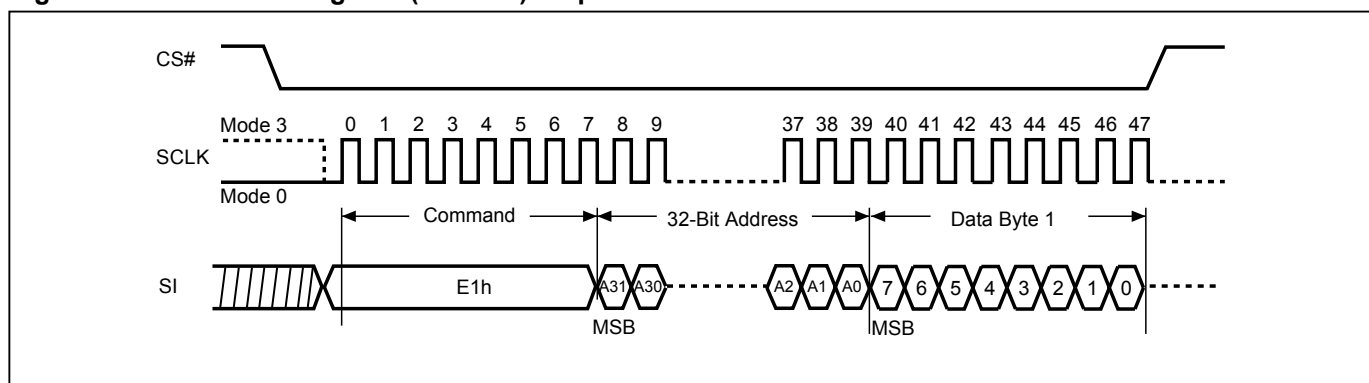 CS#
Mode 3 0 1 2 3 4 5 6 7 8 9 37 38 39 40 41 42 43 44 45 46 47
SCLK
Mode 0
Command 32-Bit Address Data Byte 1
SI E1h A31 A30 A2 A1 A0 7 6 5 4 3 2 1 0
MSB MSB